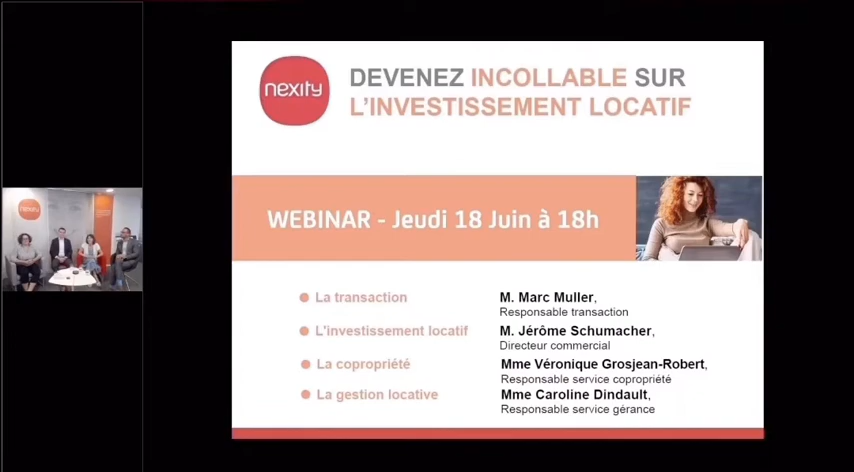 nexity
DEVENEZ INCOLLABLE SUR
L'INVESTISSEMENT LOCATIF
WEBINAR - Jeudi 18 Juin à 18h
nexity
La transaction
M. Marc Muller,
Responsable transaction
L'investissement locatif
M. Jérôme Schumacher,
Directeur commercial
La copropriété
Mme Véronique Grosjean-Robert,
Responsable service copropriété
La gestion locative
Mme Caroline Dindault,
Responsable service gérance